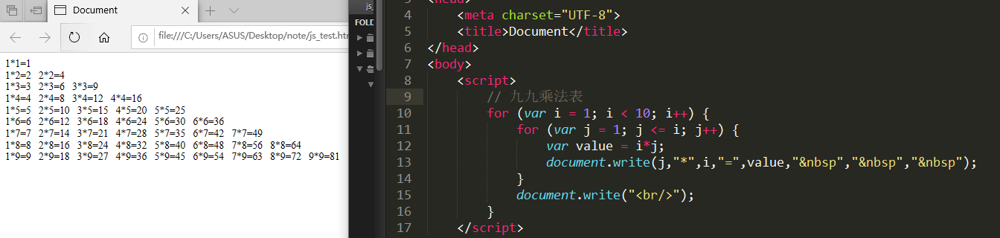 Document
file:///C:/Users/ASUS/Desktop/note/js_test.htm
1*1=1
1*2=2 2*2=4
1*3=3 2*3=6 3*3=9
1*4=4 2*4=8 3*4=12 4*4=16
1*5=5 2*5=10 3*5=15 4*5=20 5*5=25
1*6=6 2*6=12 3*6=18 4*6=24 5*6=30 6*6=36
1*7=7 2*7=14 3*7=21 4*7=28 5*7=35 6*7=42 7*7=49
1*8=8 2*8=16 3*8=24 4*8=32 5*8=40 6*8=48 7*8=56 8*8=64
1*9=9 2*9=18 3*9=27 4*9=36 5*9=45 6*9=54 7*9=63 8*9=72 9*9=81
js_
FOLD
<head>
4 <meta charset="UTF-8">
5 <title>Document</title>
6 </head>
7 <body>
8 <script>
9 // 九九乘法表
10 for (var i = 1; i < 10; i++) {
11 for (var j = 1; j <= i; j++) {
12 var value = i*j;
13 document.write(j,"*",i,"=",value,"&nbsp","&nbsp","&nbsp");
14 }
15 document.write("<br/>");
16 }
17 </script>